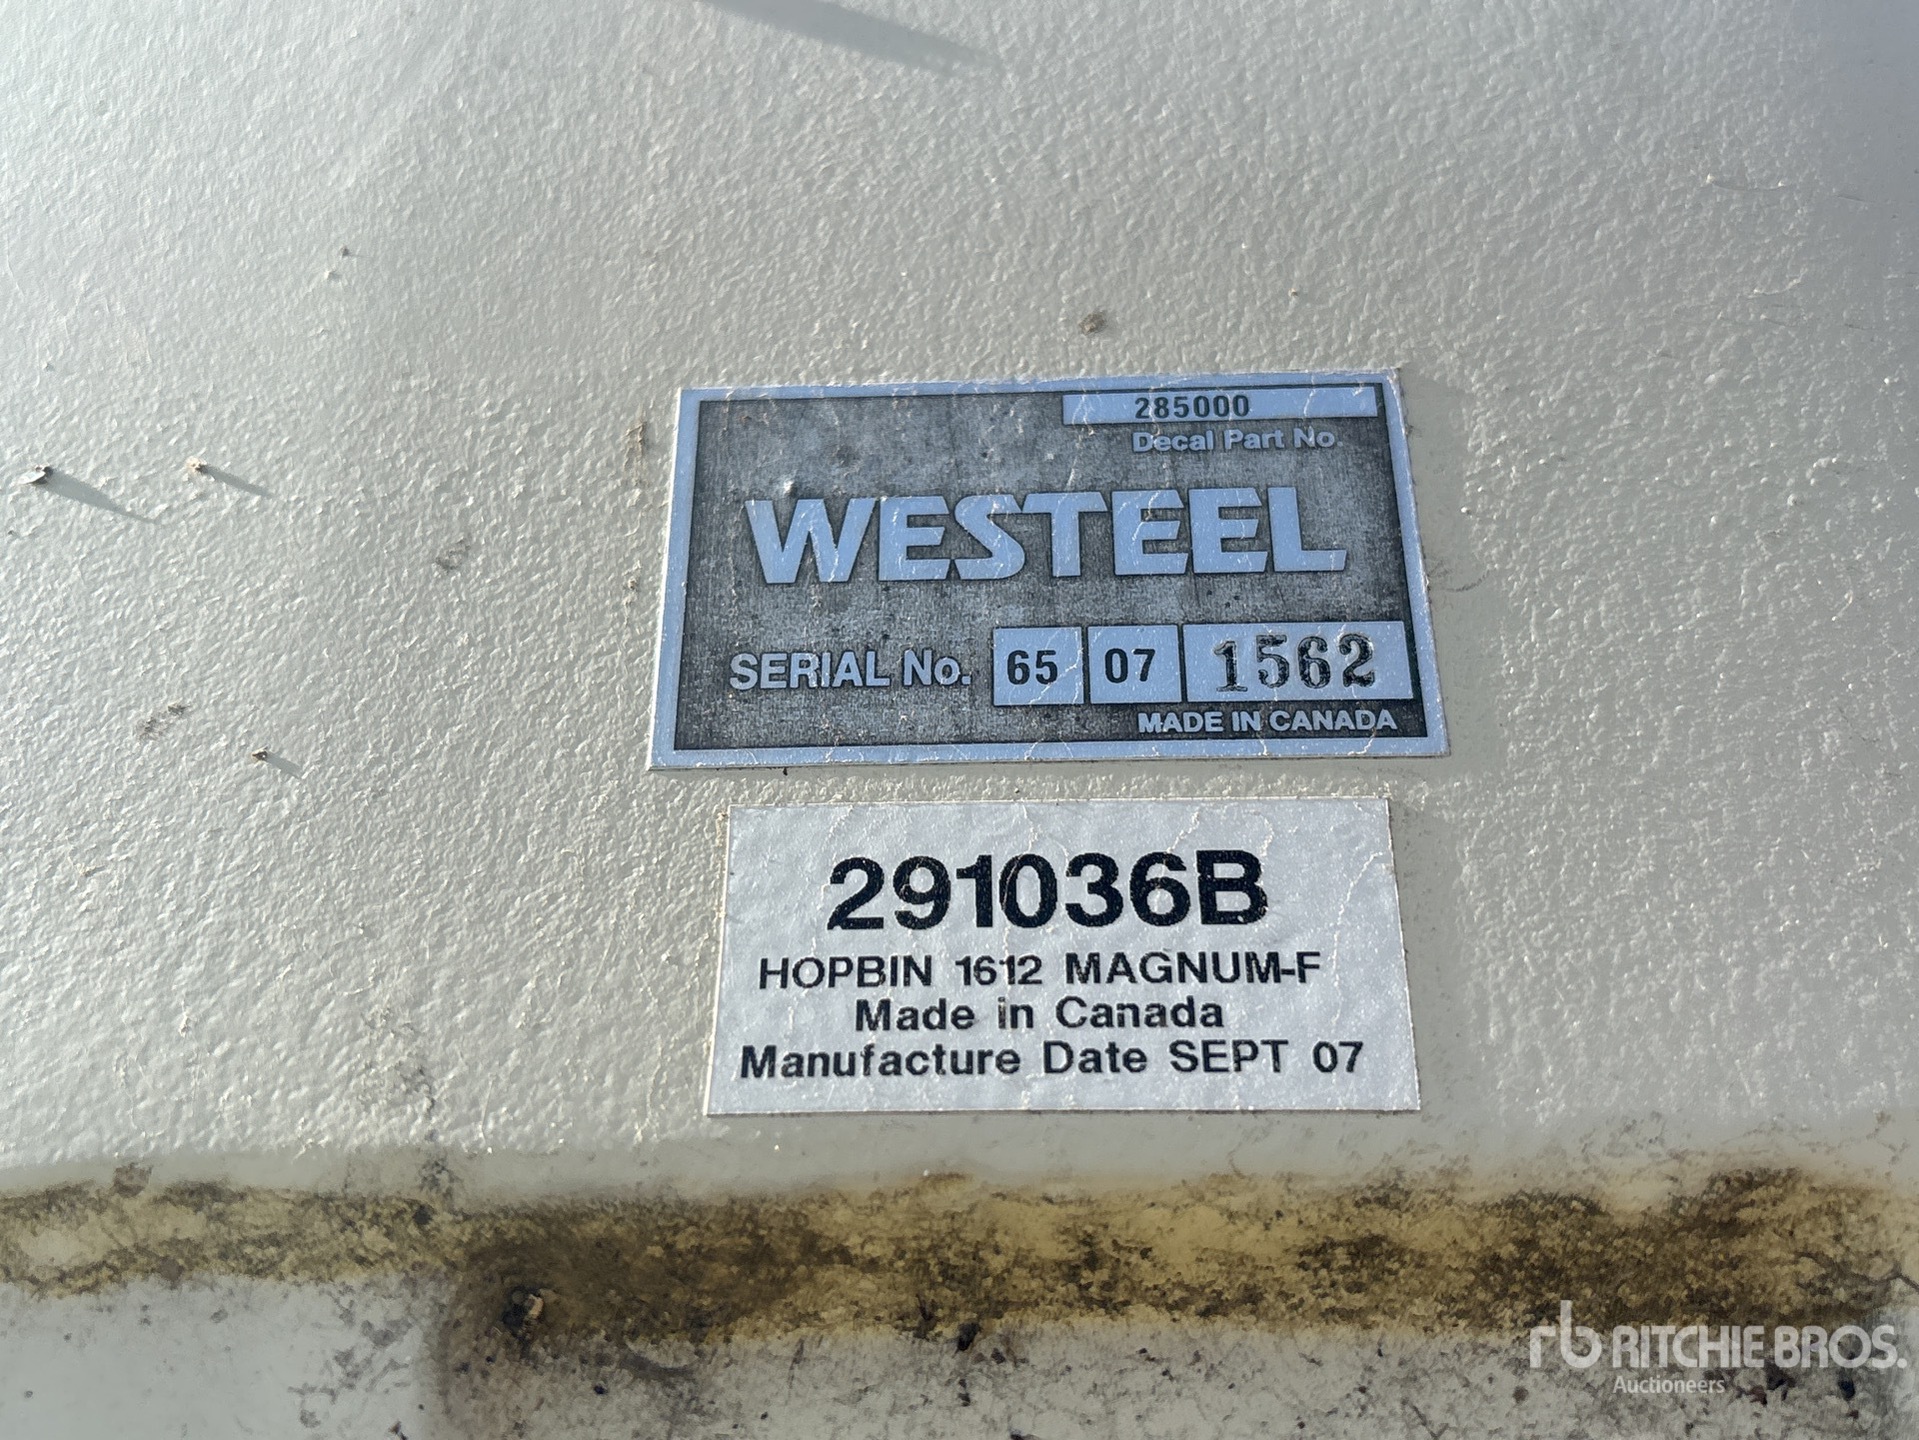 285000
Decal Part No.
WESTEEL
SERIAL No. 65 07 1562
MADE IN CANADA
291036B
HOPBIN 1612 MAGNUM-F
Made in Canada
Manufacture Date SEPT 07
rb RITCHIE BROS.
Auctioneers